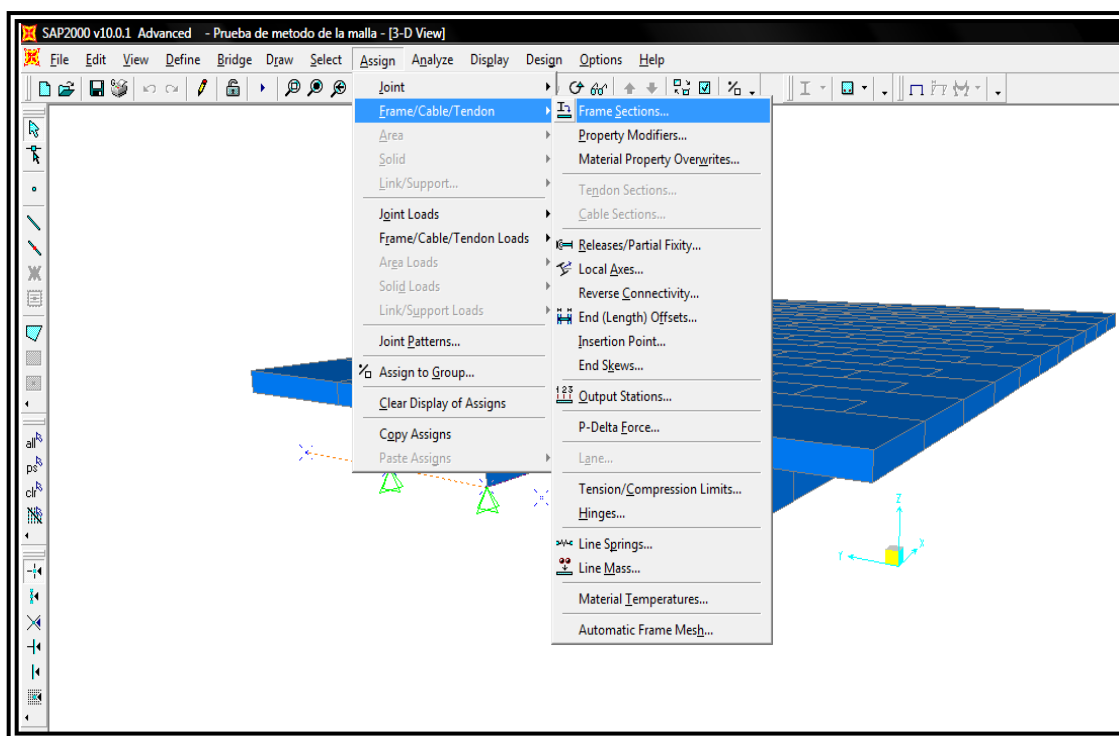 SAP2000 v10.0.1 Advanced - Prueba de metodo de la malla - [3-D View]
File Edit View Define Bridge Draw Select Assign Analyze Display Design Options Help
Joint
Frame/Cable/Tendon
Area
Solid
Link/Support...
Joint Loads
Frame/Cable/Tendon Loads
Area Loads
Solid Loads
Link/Support Loads
Joint Patterns...
Assign to Group...
Clear Display of Assigns
Copy Assigns
Paste Assigns
Frame Sections...
Property Modifiers...
Material Property Overwrites...
Tendon Sections...
Cable Sections...
Releases/Partial Fixity...
Local Axes...
Reverse Connectivity...
End (Length) Offsets...
Insertion Point...
End Skews...
123
Output Stations...
P-Delta Force...
Lane...
Tension/Compression Limits...
Hinges...
Line Springs...
Line Mass...
Material Temperatures...
Automatic Frame Mesh...
all
ps
clr
Z
Y
X